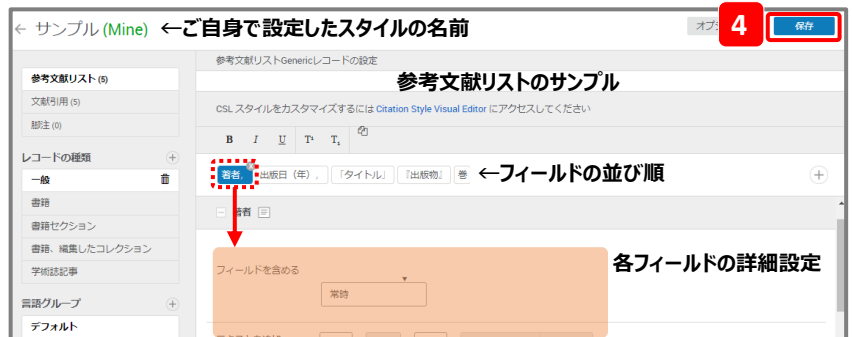 ← サンプル (Mine) ←ご自身で設定したスタイルの名前
4 保存
参考文献リストGenericレコードの設定
参考文献リスト (5)
参考文献リストのサンプル
文献引用 (5)
脚注 (0)
CSL スタイルをカスタマイズするには Citation Style Visual Editor にアクセスしてください
B I U T¹ T₁
レコードの種類
著者, 出版日(年). 「タイトル」 『出版物』 巻 ←フィールドの並び順
一般
書籍
著者
書籍セクション
書籍、編集したコレクション
各フィールドの詳細設定
学術誌記事
フィールドを含める
常時
言語グループ
デフォルト